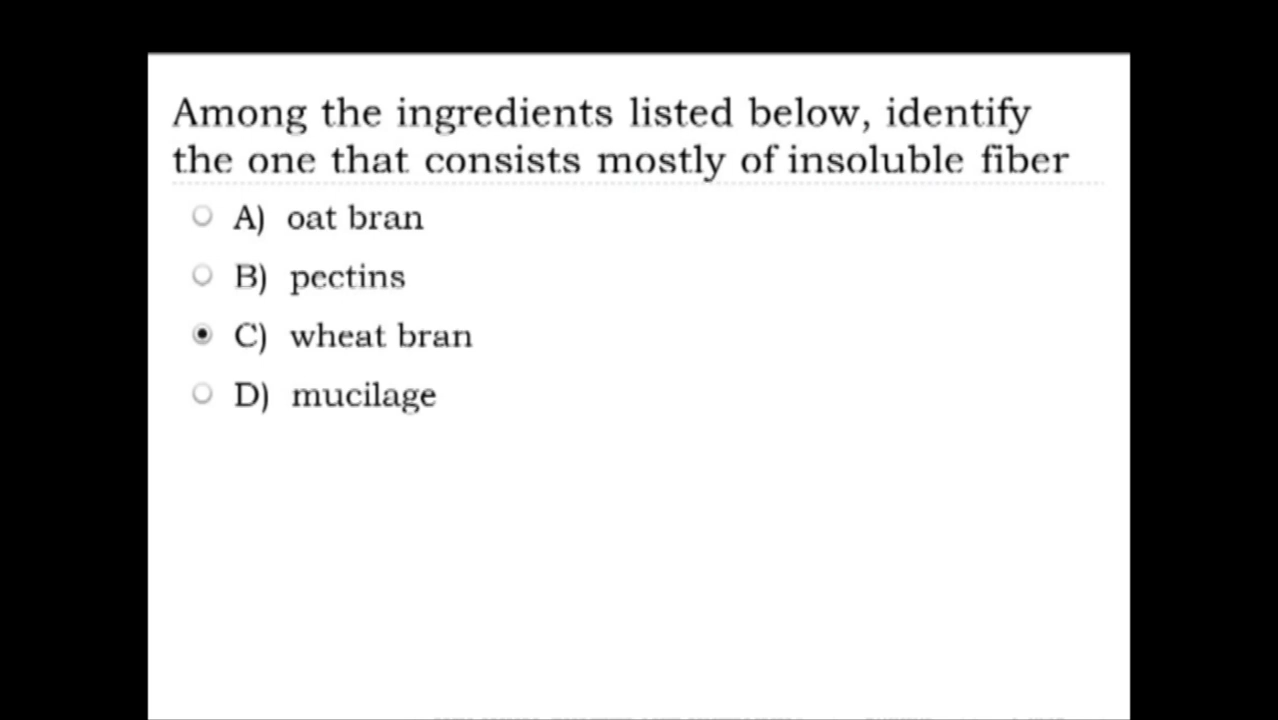 Among the ingredients listed below, identify
the one that consists mostly of insoluble fiber
A) oat bran
B) pectins
C) wheat bran
D) mucilage